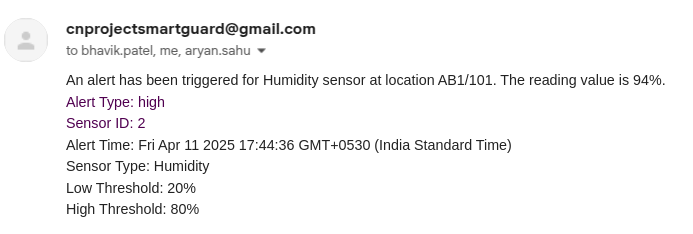 cnprojectsmartguard@gmail.com
to bhavik.patel, me, aryan.sahu
An alert has been triggered for Humidity sensor at location AB1/101. The reading value is 94%.
Alert Type: high
Sensor ID: 2
Alert Time: Fri Apr 11 2025 17:44:36 GMT+0530 (India Standard Time)
Sensor Type: Humidity
Low Threshold: 20%
High Threshold: 80%